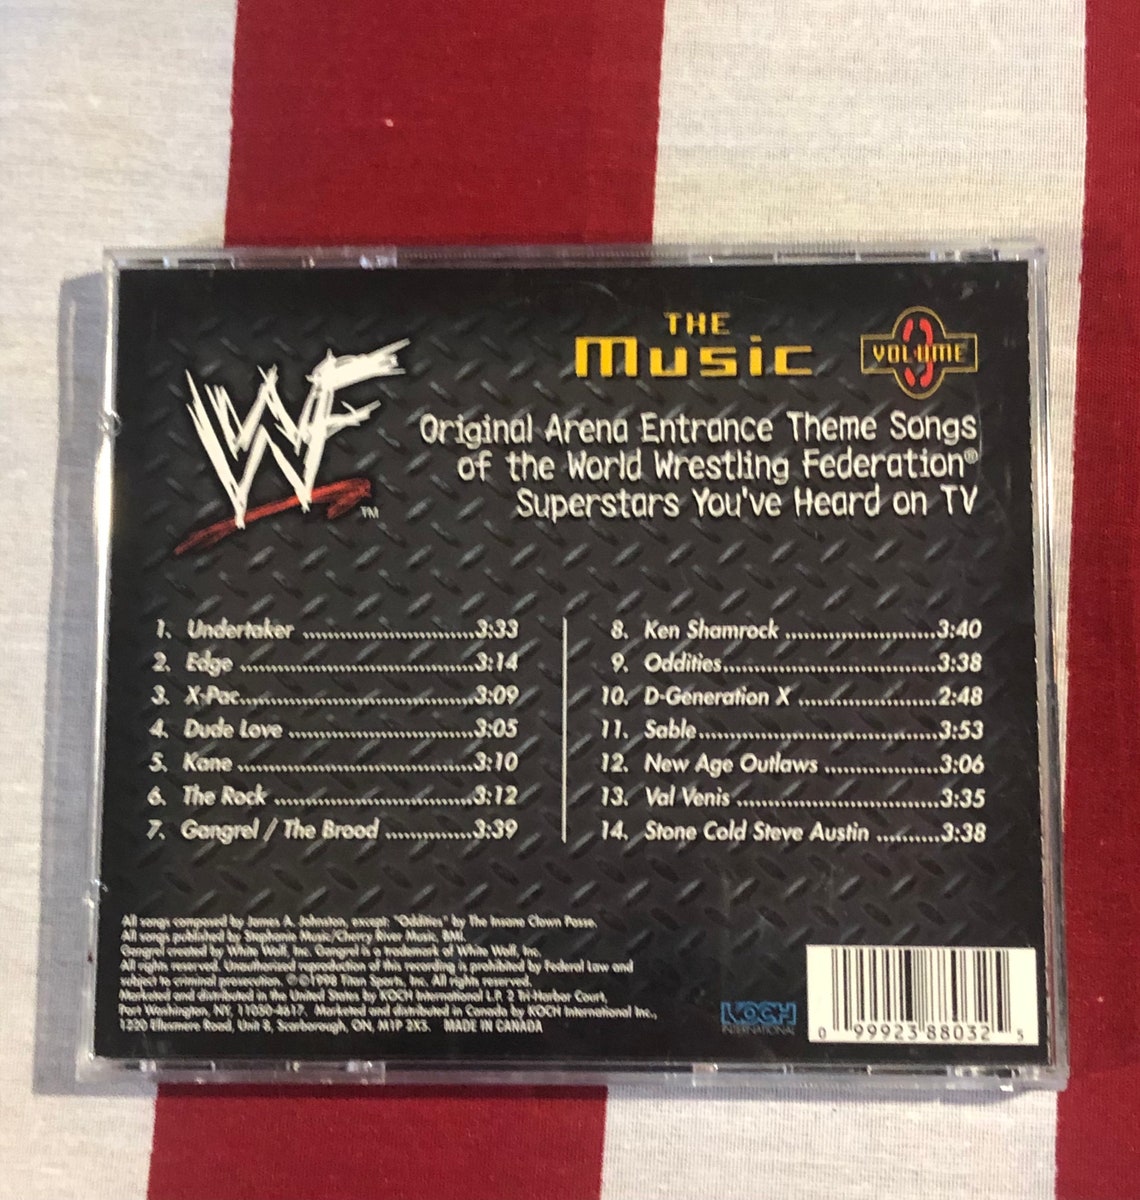 WF
TM
THE
Music
VOLUME
Original Arena Entrance Theme Songs
of the World Wrestling Federation®
Superstars You've Heard on TV
1. Undertaker ..........................3:33
2. Edge ....................................3:14
3. X-Pac....................................3:09
4. Dude Love ............................3:05
5. Kane ....................................3:10
6. The Rock ..............................3:12
7. Gangrel / The Brood .............3:39
8. Ken Shamrock .......................3:40
9. Oddities.................................3:38
10. D-Generation X .....................2:48
11. Sable.....................................3:53
12. New Age Outlaws .................3:06
13. Val Venis ...............................3:35
14. Stone Cold Steve Austin ..........3:38
All songs composed by James A. Johnston, except: "Oddities" by The Insane Clown Posse.
All songs published by Stephanie Music/Cherry River Music, BMI.
Gangrel created by White Wolf, Inc. Gangrel is a trademark of White Wolf, Inc.
All rights reserved. Unauthorized reproduction of this recording is prohibited by Federal Law and
subject to criminal prosecution. ℗©1998 Titan Sports, Inc. All rights reserved.
Marketed and distributed in the United States by KOCH International L.P. 2 Tri-Harbor Court,
Port Washington, NY, 11050-4617. Marketed and distributed in Canada by KOCH International Inc.,
1220 Ellesmere Road, Unit 8, Scarborough, ON, M1P 2X5. MADE IN CANADA
KOCH
INTERNATIONAL
0 99923 88032 5